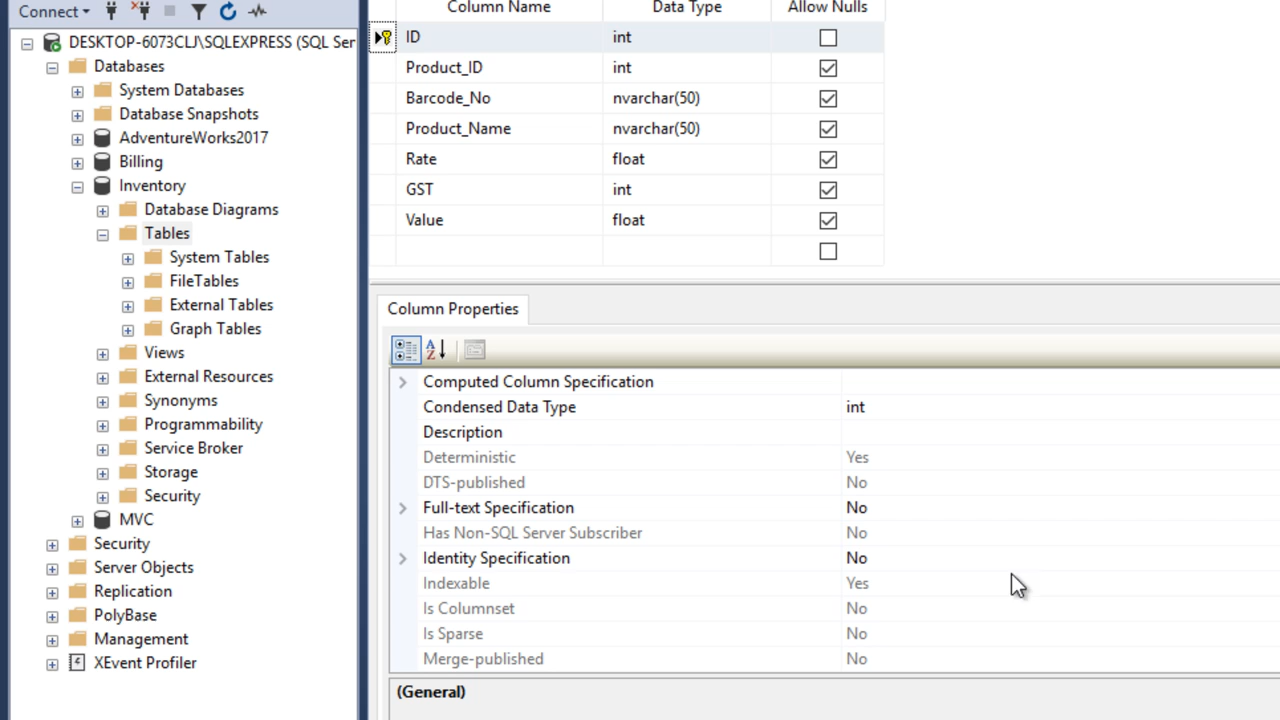 Connect
DESKTOP-6073CLJ\SQLEXPRESS (SQL Ser
Databases
System Databases
Database Snapshots
AdventureWorks2017
Billing
Inventory
Database Diagrams
Tables
System Tables
FileTables
External Tables
Graph Tables
Views
External Resources
Synonyms
Programmability
Service Broker
Storage
Security
MVC
Security
Server Objects
Replication
PolyBase
Management
XEvent Profiler
Column Name Data Type Allow Nulls
ID int
Product_ID int
Barcode_No nvarchar(50)
Product_Name nvarchar(50)
Rate float
GST int
Value float
Column Properties
Computed Column Specification
Condensed Data Type int
Description
Deterministic Yes
DTS-published No
Full-text Specification No
Has Non-SQL Server Subscriber No
Identity Specification No
Indexable Yes
Is Columnset No
Is Sparse No
Merge-published No
(General)